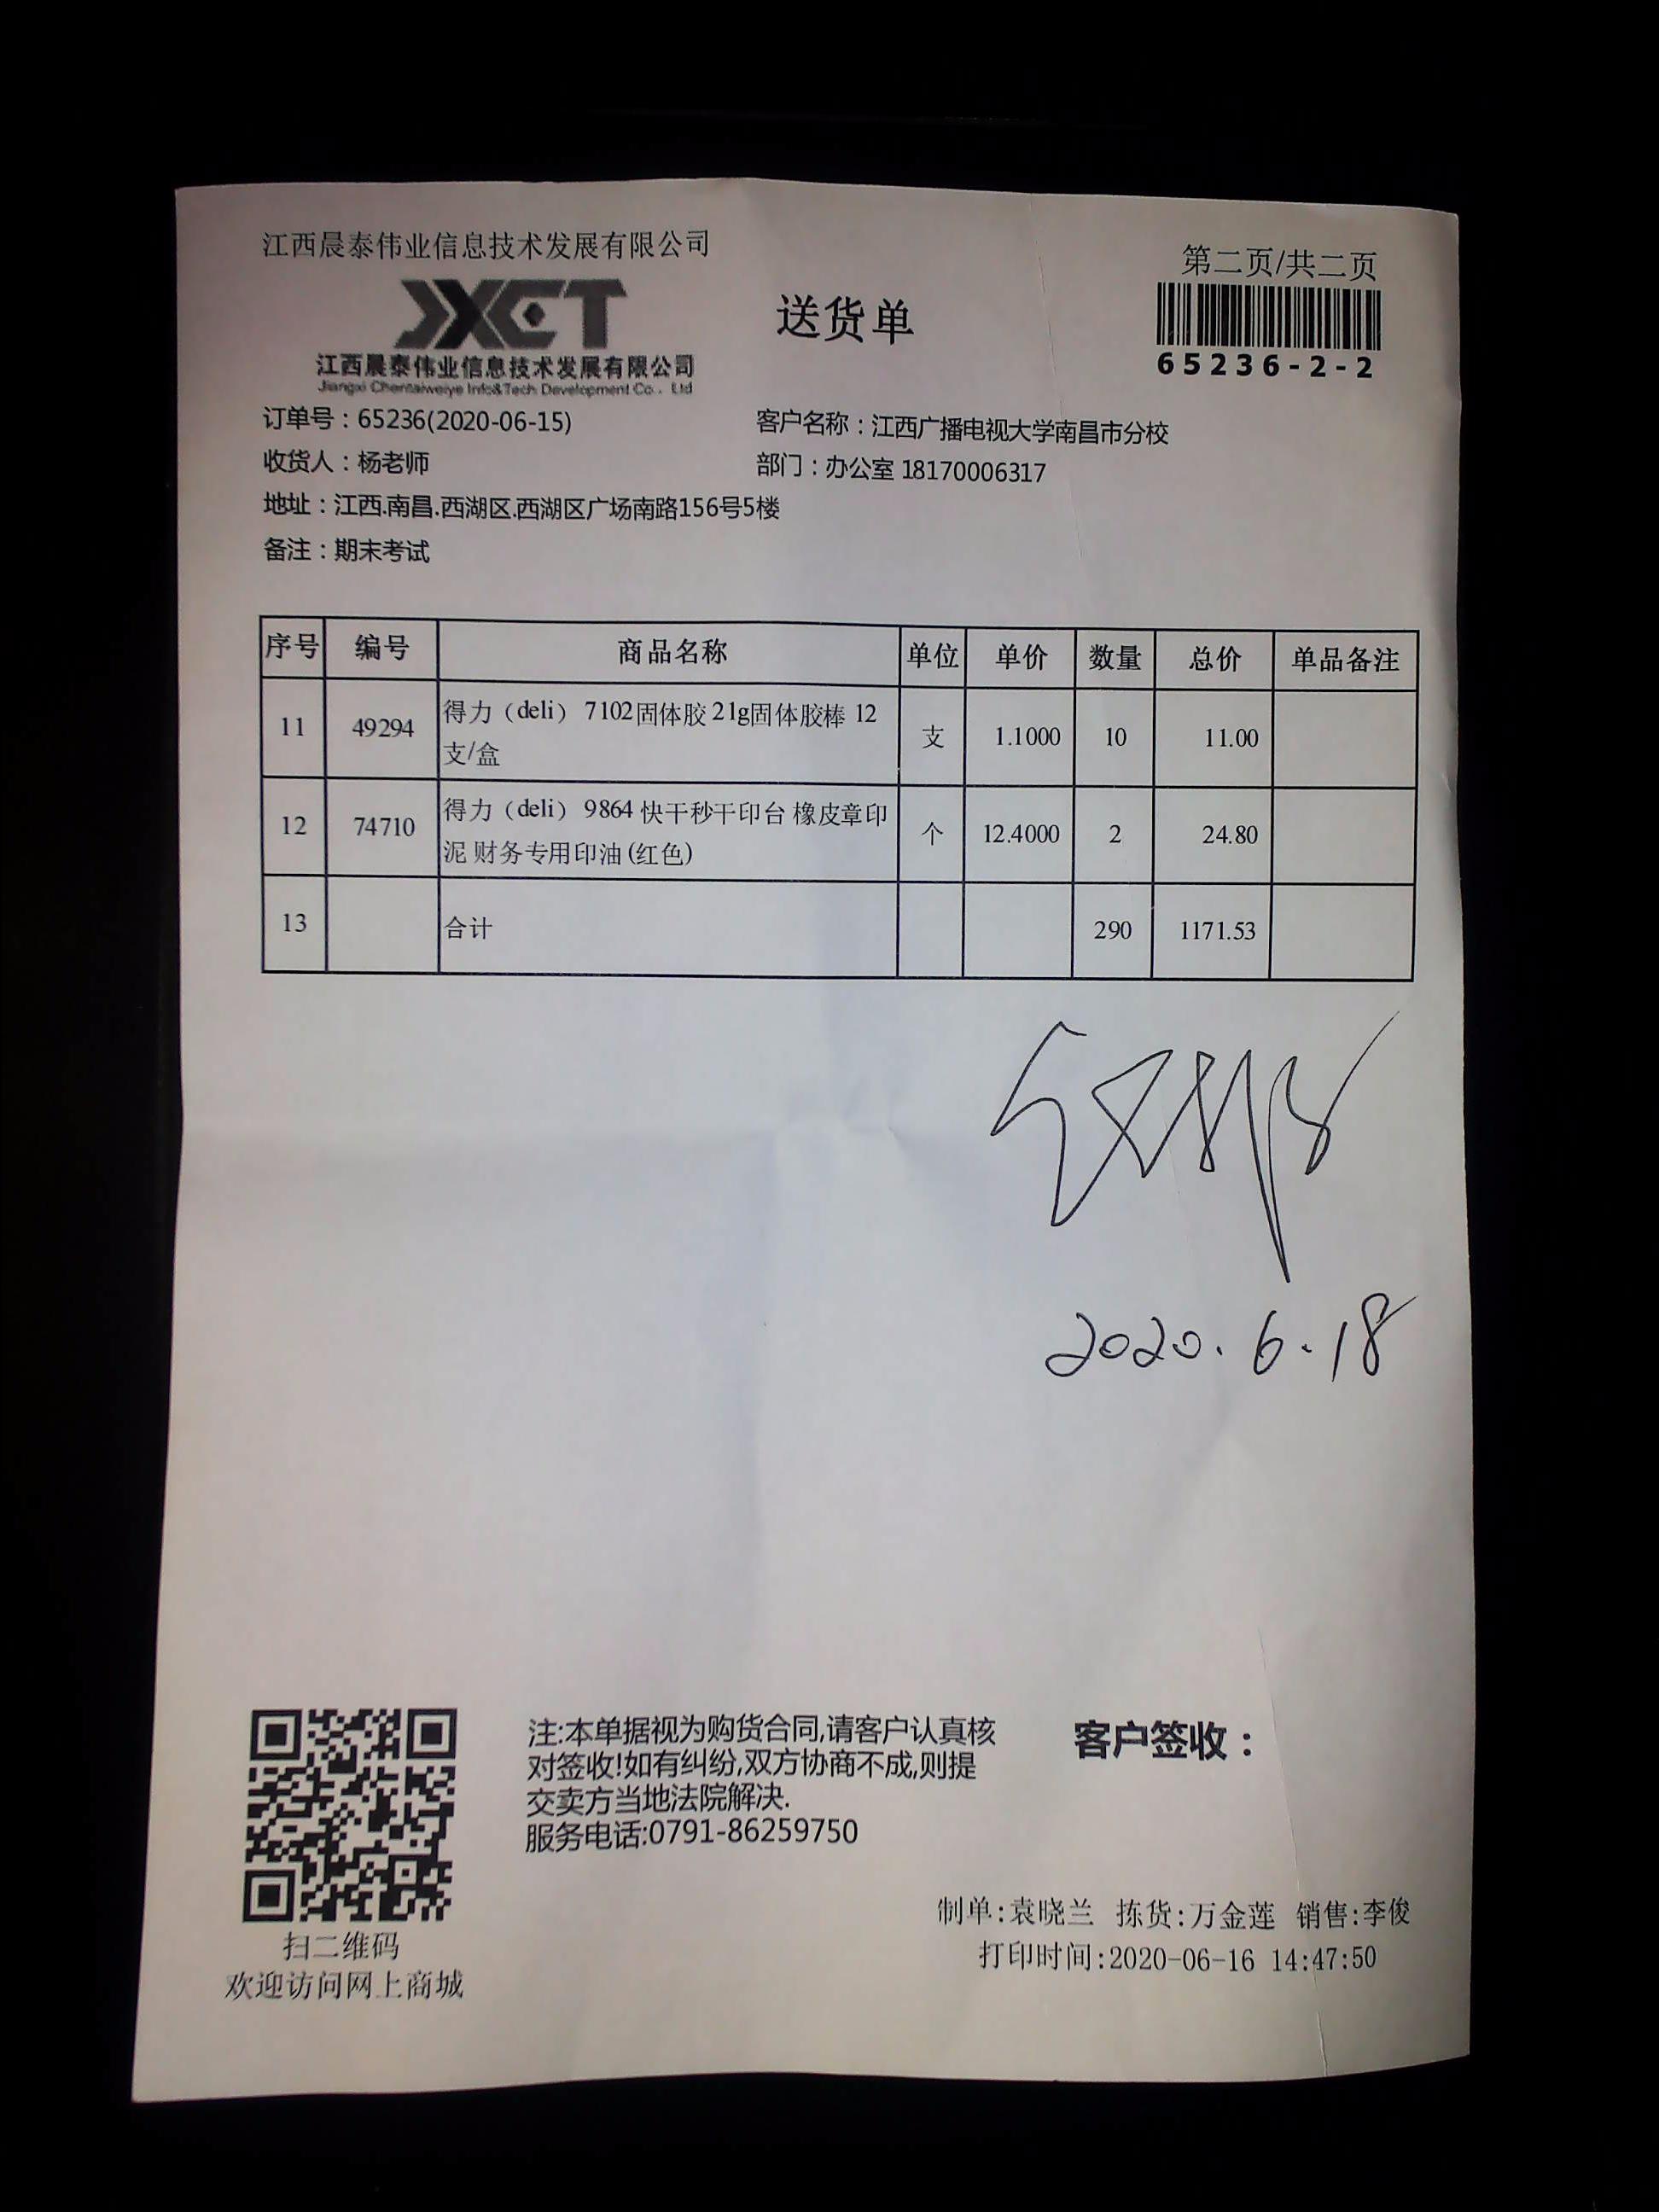 江西晨泰伟业信息技术发展有限公司
第二页/共二页
JXCT
送货单
江西晨泰伟业信息技术发展有限公司
Jiangxi Chentaiweiye Info&Tech Development Co., Ltd
65236-2-2
订单号：65236(2020-06-15)
客户名称：江西广播电视大学南昌市分校
收货人：杨老师
部门：办公室 18170006317
地址：江西.南昌.西湖区.西湖区广场南路156号5楼
备注：期末考试
序号 编号 商品名称 单位 单价 数量 总价 单品备注
11 49294 得力（deli） 7102固体胶 21g固体胶棒 12 支 1.1000 10 11.00
支/盒
12 74710 得力（deli） 9864 快干秒干印台 橡皮章印 个 12.4000 2 24.80
泥 财务专用印油 (红色)
13 合计 290 1171.53
2020.6.18
注:本单据视为购货合同,请客户认真核
对签收!如有纠纷,双方协商不成,则提
交卖方当地法院解决.
服务电话:0791-86259750
客户签收：
扫二维码
欢迎访问网上商城
制单:袁晓兰 拣货:万金莲 销售:李俊
打印时间:2020-06-16 14:47:50